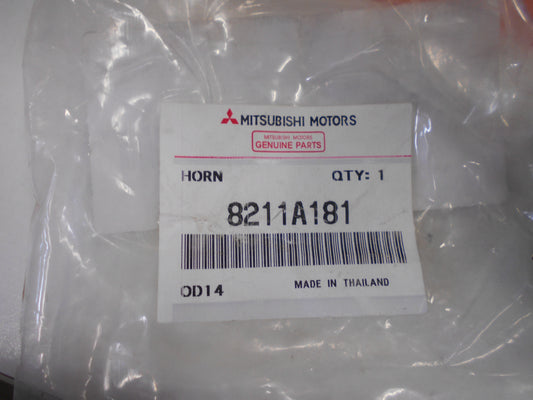 MITSUBISHI MOTORS
MITSUBISHI MOTORS
GENUINE PARTS
HORN QTY: 1
8211A181
OD14 MADE IN THAILAND